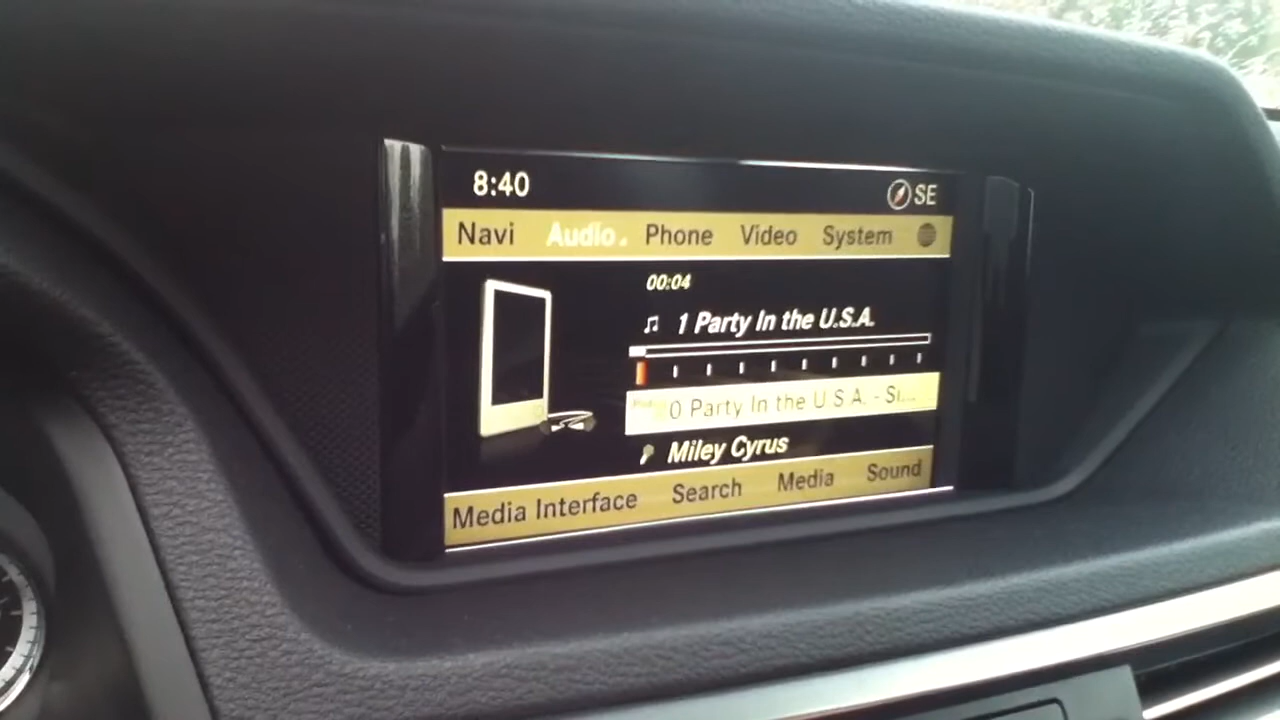 8:40
SE
Navi Audio Phone Video System
00:04
1 Party In the U.S.A.
0 Party In the U S A. - Si...
Miley Cyrus
Media Interface Search Media Sound